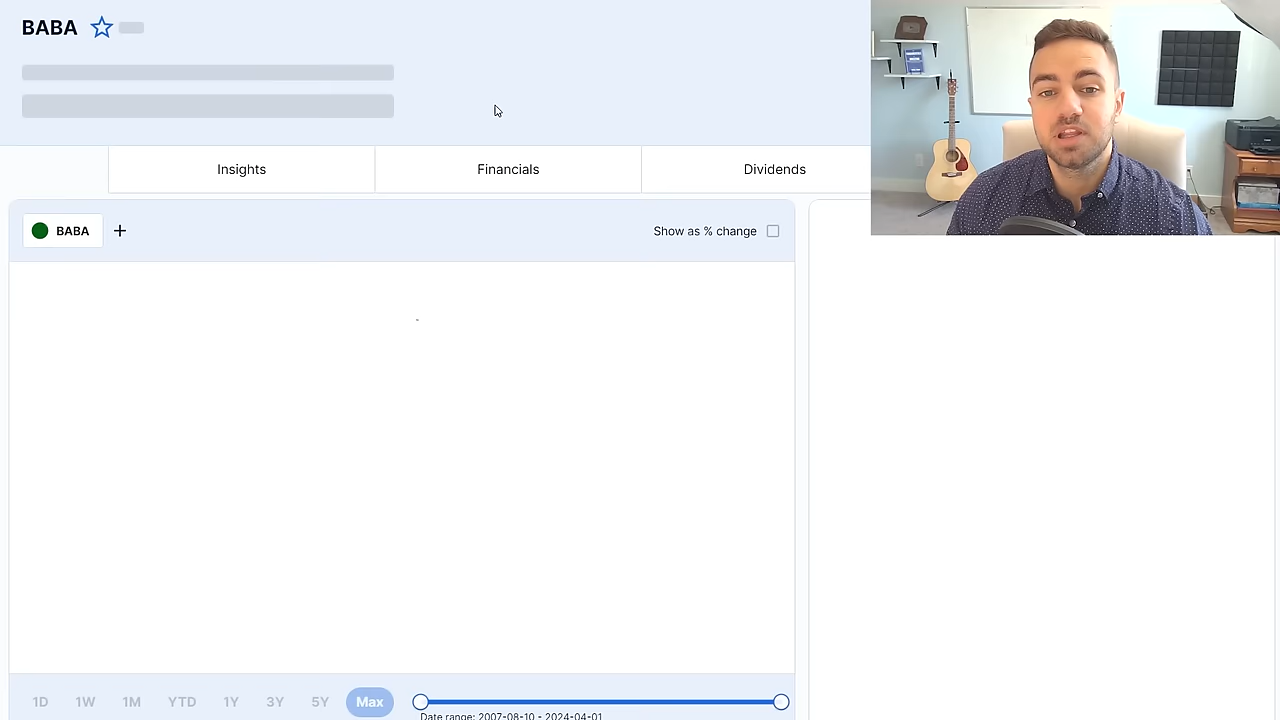 BABA
Insights
Financials
Dividends
BABA +
Show as % change
-
1D
1W
1M
YTD
1Y
3Y
5Y
Max
Date range: 2007-08-10 - 2024-04-01